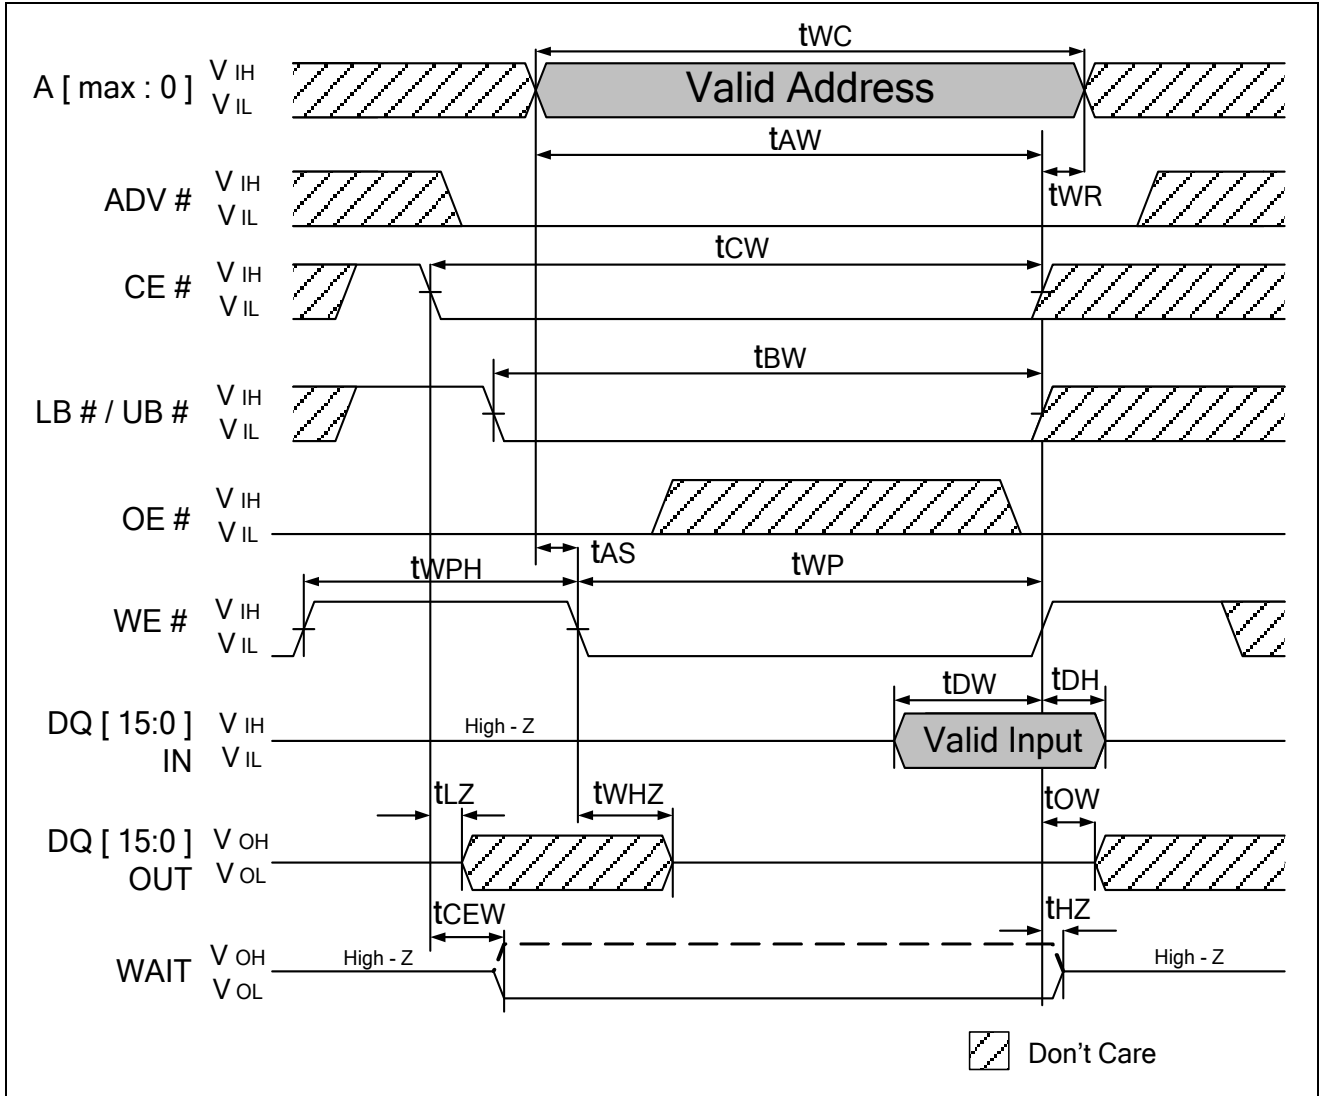 tWC
A [ max : 0 ] V IH Valid Address
V IL
tAW
ADV # V IH
V IL tWR
tCW
CE # V IH
V IL
tBW
LB # / UB # V IH
V IL
OE # V IH
V IL
tAS
tWPH tWP
WE # V IH
V IL
tDW tDH
DQ [ 15:0 ] V IH High - Z Valid Input
IN V IL
tLZ tWHZ tOW
DQ [ 15:0 ] V OH
OUT V OL
tCEW tHZ
WAIT V OH High - Z High - Z
V OL
Don't Care